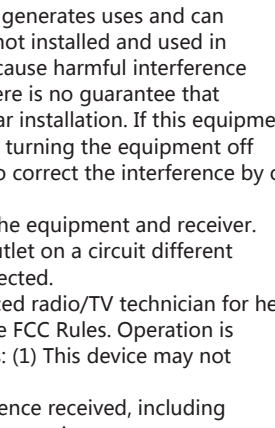 generates uses and can
not installed and used in
cause harmful interference
ere is no guarantee that
ar installation. If this equipme
turning the equipment off
o correct the interference by o
he equipment and receiver.
utlet on a circuit different
ected.
ced radio/TV technician for he
e FCC Rules. Operation is
s: (1) This device may not
ence received, including